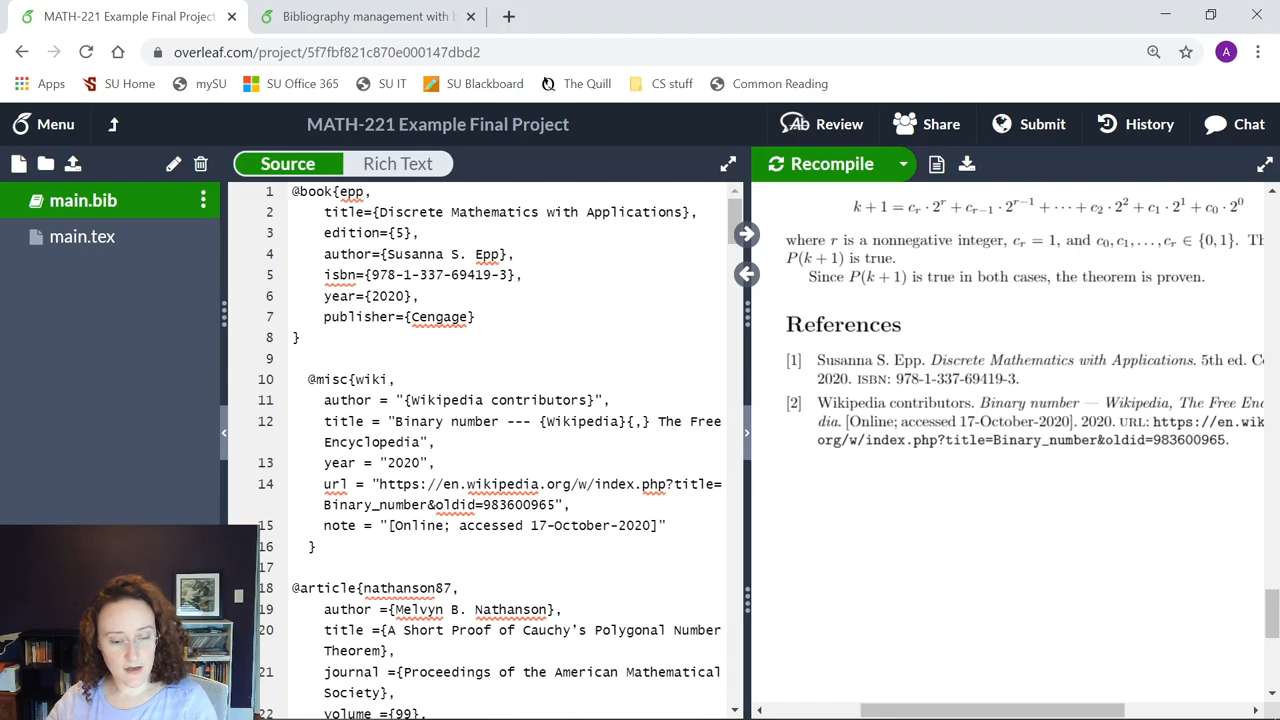 MATH-221 Example Final Project
Bibliography management with b
overleaf.com/project/5f7fbf821c870e000147dbd2
A
Apps
SU Home
mySU
SU Office 365
SU IT
SU Blackboard
The Quill
CS stuff
Common Reading
Menu
MATH-221 Example Final Project
Ab
Review
Share
Submit
History
Chat
Source
Rich Text
Recompile
main.bib
main.tex
1 @book{epp,
2 title={Discrete Mathematics with Applications},
3 edition={5},
4 author={Susanna S. Epp},
5 isbn={978-1-337-69419-3},
6 year={2020},
7 publisher={Cengage}
8 }
9
10 @misc{wiki,
11 author = "{Wikipedia contributors}",
12 title = "Binary number --- {Wikipedia}{,} The Free
Encyclopedia",
13 year = "2020",
14 url = "https://en.wikipedia.org/w/index.php?title=
Binary_number&oldid=983600965",
15 note = "[Online; accessed 17-October-2020]"
16 }
17
18 @article{nathanson87,
19 author ={Melvyn B. Nathanson},
20 title ={A Short Proof of Cauchy's Polygonal Number
Theorem},
21 journal ={Proceedings of the American Mathematical
Society},
22 volume ={99},
k + 1 = c_r · 2^r + c_{r−1} · 2^{r−1} + ··· + c_2 · 2^2 + c_1 · 2^1 + c_0 · 2^0
where r is a nonnegative integer, c_r = 1, and c_0, c_1, . . . , c_r ∈ {0, 1}. Th
P(k + 1) is true.
Since P(k + 1) is true in both cases, the theorem is proven.
References
[1] Susanna S. Epp. Discrete Mathematics with Applications. 5th ed. C
2020. ISBN: 978-1-337-69419-3.
[2] Wikipedia contributors. Binary number — Wikipedia, The Free Enc
dia. [Online; accessed 17-October-2020]. 2020. URL: https://en.wik
org/w/index.php?title=Binary_number&oldid=983600965.